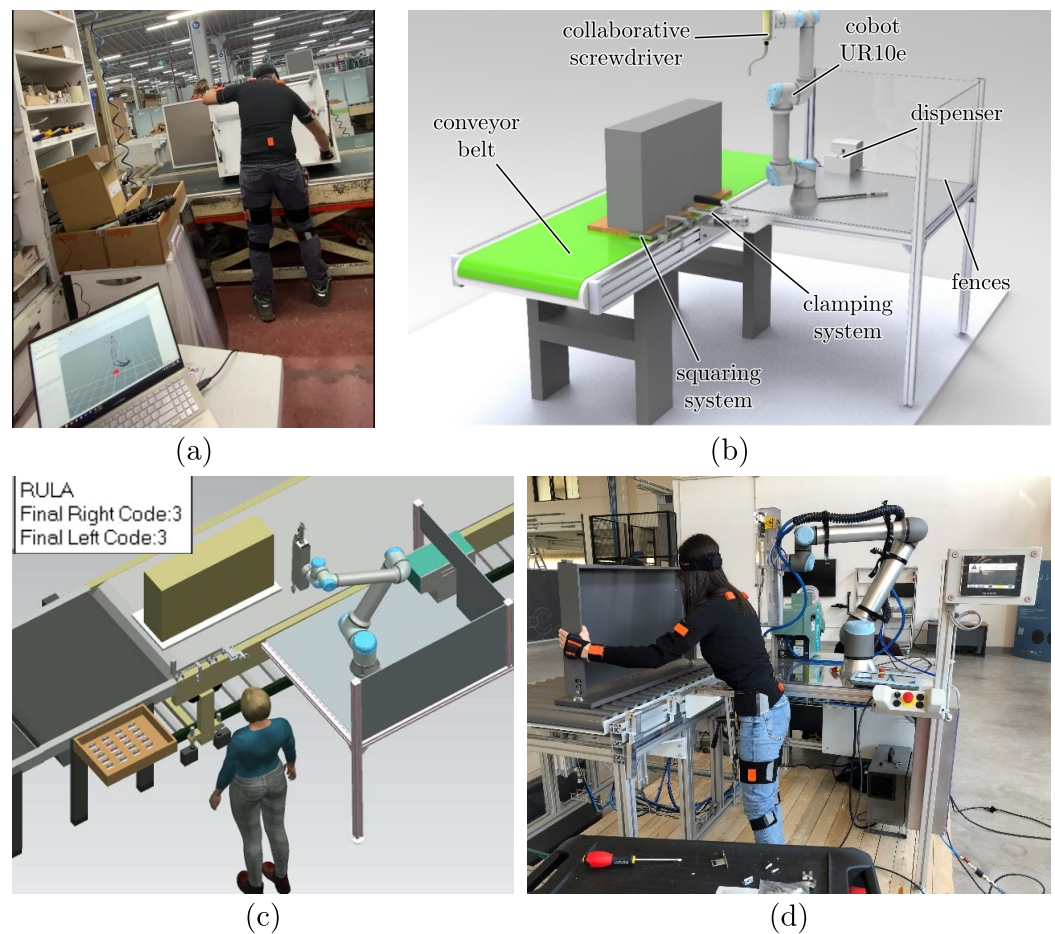 collaborative
screwdriver
cobot
UR10e
dispenser
conveyor
belt
fences
clamping
system
squaring
system
(a)
(b)
RULA
Final Right Code:3
Final Left Code:3
(c)
(d)